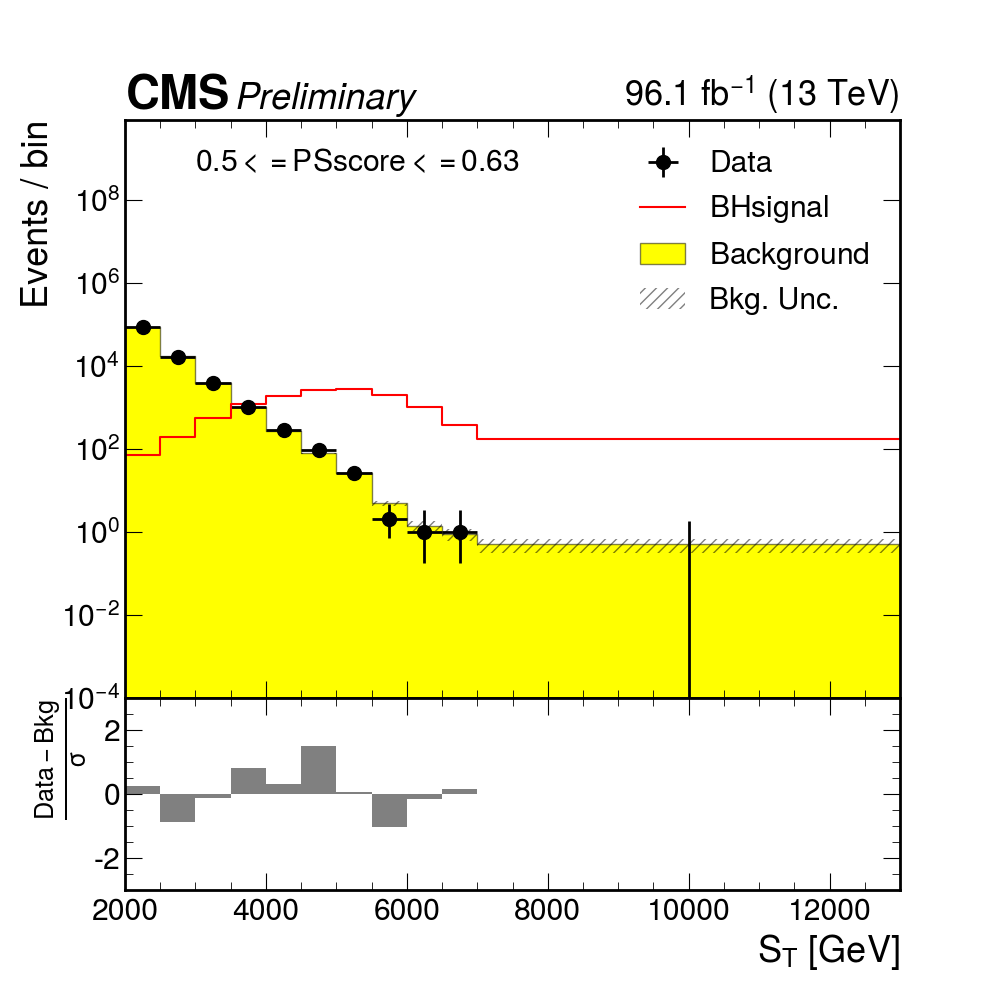 CMS Preliminary 96.1 fb⁻¹ (13 TeV)
Events / bin
0.5 < = PSscore < = 0.63
Data
BHsignal
Background
Bkg. Unc.
10⁸
10⁶
10⁴
10²
10⁰
10⁻²
10⁻⁴
Data – Bkg
σ
2
0
-2
2000 4000 6000 8000 10000 12000
S_T [GeV]